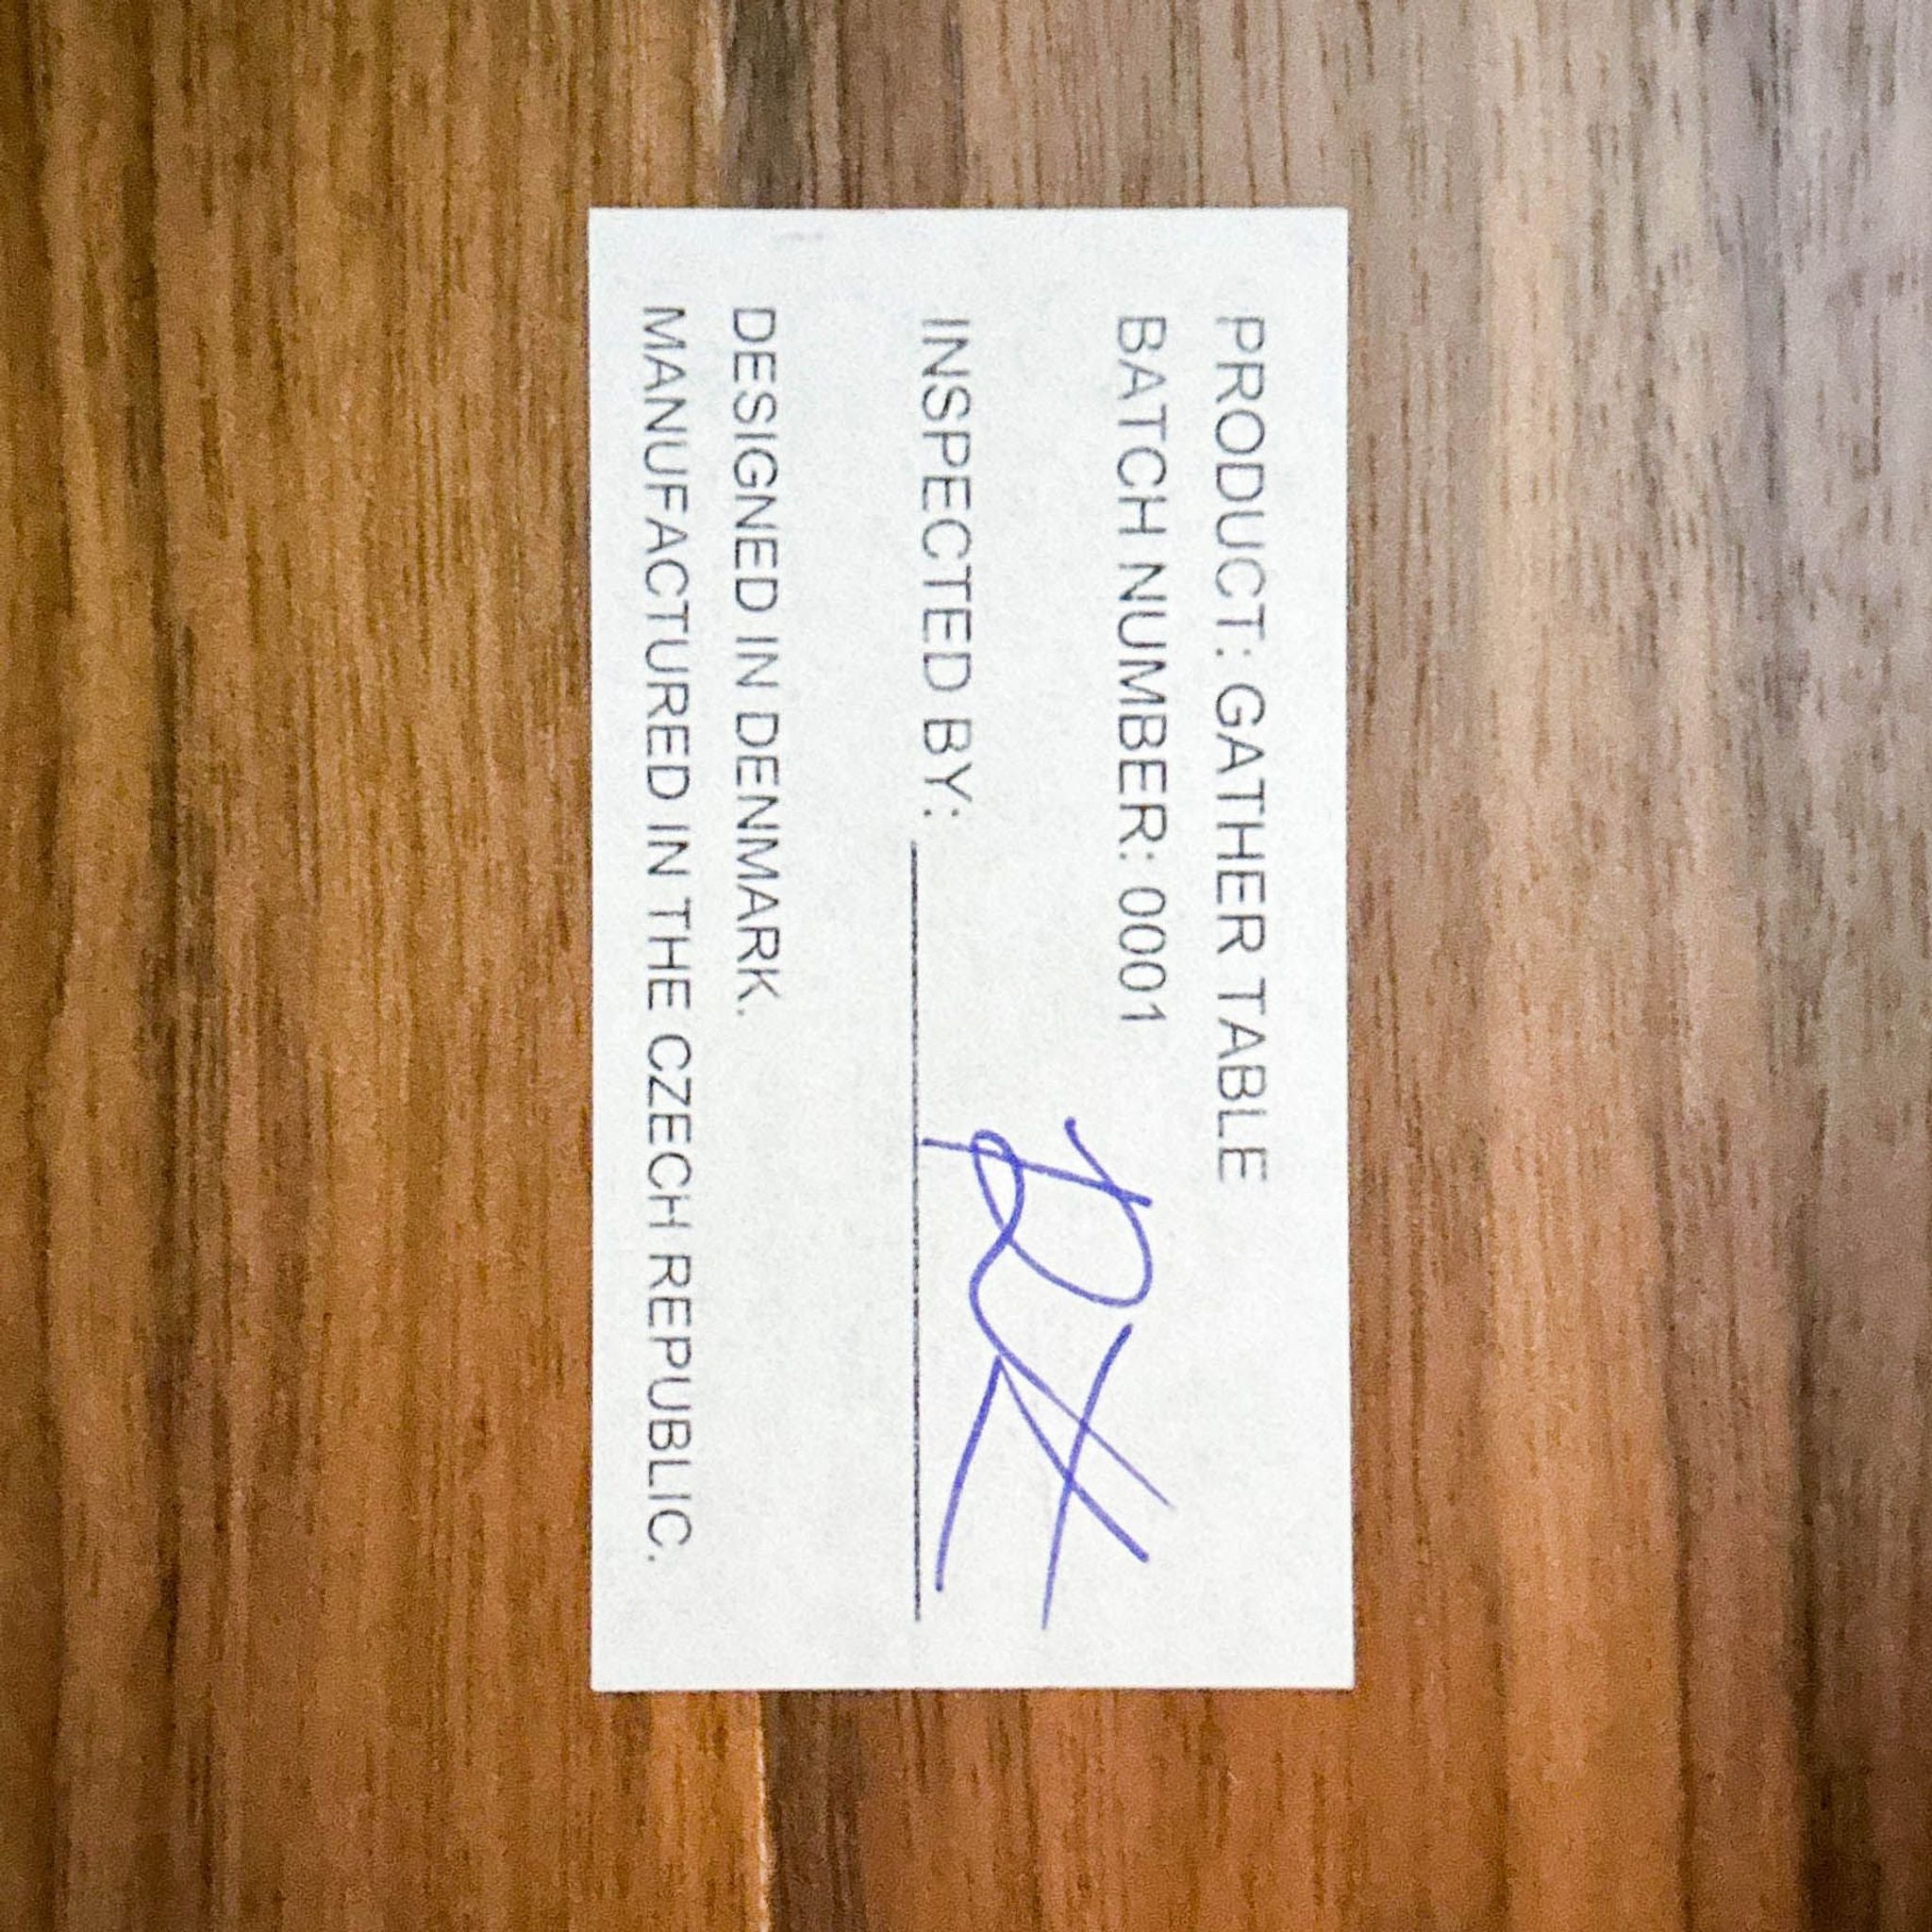 PRODUCT: GATHER TABLE
BATCH NUMBER: 0001
INSPECTED BY:
DESIGNED IN DENMARK.
MANUFACTURED IN THE CZECH REPUBLIC.